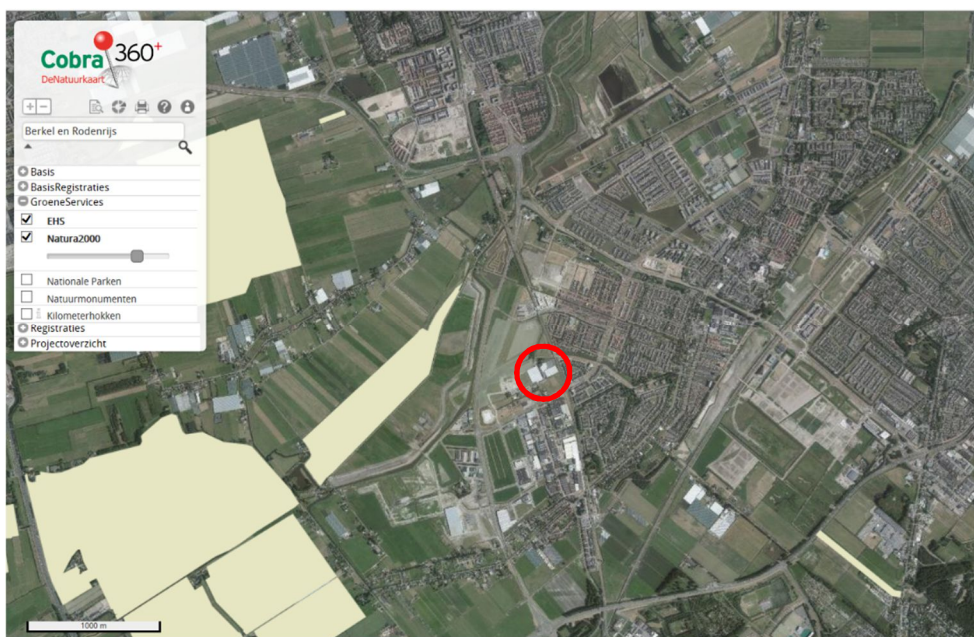 Cobra 360+
DeNatuurkaart
+ -
Berkel en Rodenrijs
Basis
BasisRegistraties
GroeneServices
EHS
Natura2000
Nationale Parken
Natuurmonumenten
Kilometerhokken
Registraties
Projectoverzicht
1000 m